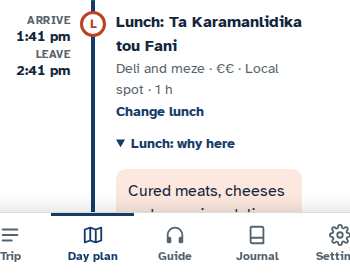 ARRIVE
1:41 pm
LEAVE
2:41 pm
L
Lunch: Ta Karamanlidika
tou Fani
Deli and meze · €€ · Local
spot · 1 h
Change lunch
▼ Lunch: why here
Cured meats, cheeses
Trip
Day plan
Guide
Journal